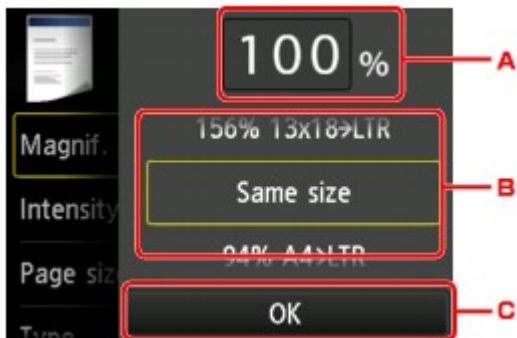 100 %
A
Magnif.
156% 13x18→LTR
Intensity
Same size
B
Page siz
94% A4→LTR
Type
OK
C